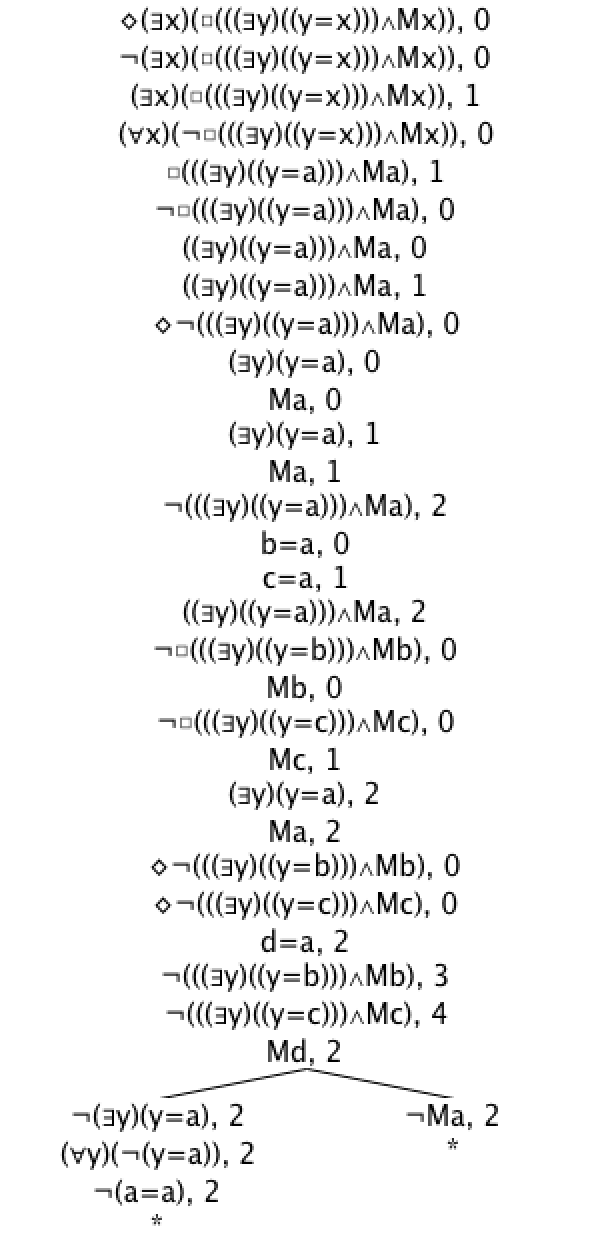 ◇(∃x)(□(((∃y)((y=x)))∧Mx)), 0
¬(∃x)(□(((∃y)((y=x)))∧Mx)), 0
(∃x)(□(((∃y)((y=x)))∧Mx)), 1
(∀x)(¬□(((∃y)((y=x)))∧Mx)), 0
□(((∃y)((y=a)))∧Ma), 1
¬□(((∃y)((y=a)))∧Ma), 0
((∃y)((y=a)))∧Ma, 0
((∃y)((y=a)))∧Ma, 1
◇¬(((∃y)((y=a)))∧Ma), 0
(∃y)(y=a), 0
Ma, 0
(∃y)(y=a), 1
Ma, 1
¬(((∃y)((y=a)))∧Ma), 2
b=a, 0
c=a, 1
((∃y)((y=a)))∧Ma, 2
¬□(((∃y)((y=b)))∧Mb), 0
Mb, 0
¬□(((∃y)((y=c)))∧Mc), 0
Mc, 1
(∃y)(y=a), 2
Ma, 2
◇¬(((∃y)((y=b)))∧Mb), 0
◇¬(((∃y)((y=c)))∧Mc), 0
d=a, 2
¬(((∃y)((y=b)))∧Mb), 3
¬(((∃y)((y=c)))∧Mc), 4
Md, 2
¬(∃y)(y=a), 2
(∀y)(¬(y=a)), 2
¬(a=a), 2
*
¬Ma, 2
*